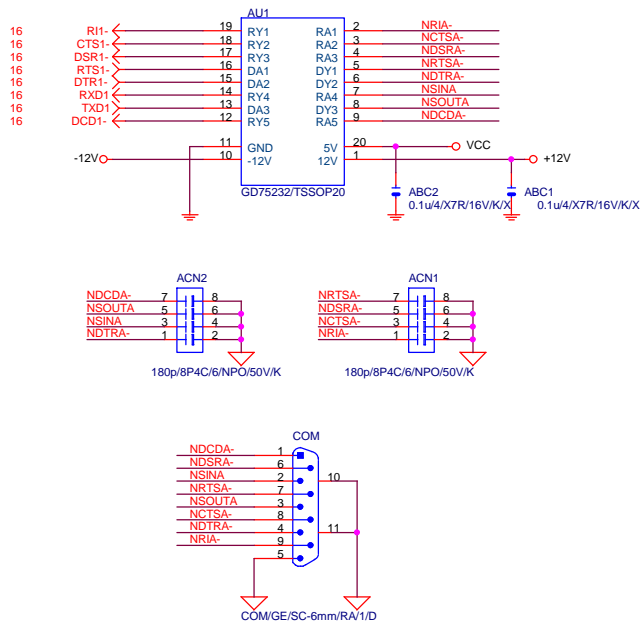 AU1
16 RI1- 19 RY1 RA1 2 NRIA-
16 CTS1- 18 RY2 RA2 3 NCTSA-
16 DSR1- 17 RY3 RA3 4 NDSRA-
16 RTS1- 16 DA1 DY1 5 NRTSA-
16 DTR1- 15 DA2 DY2 6 NDTRA-
16 RXD1 14 RY4 RA4 7 NSINA
16 TXD1 13 DA3 DY3 8 NSOUTA
16 DCD1- 12 RY5 RA5 9 NDCDA-
11 GND 5V 20 VCC
-12V 10 -12V 12V 1 +12V
GD75232/TSSOP20
ABC2 ABC1
0.1u/4/X7R/16V/K/X 0.1u/4/X7R/16V/K/X
ACN2 ACN1
NDCDA- 7 8 NRTSA- 7 8
NSOUTA 5 6 NDSRA- 5 6
NSINA 3 4 NCTSA- 3 4
NDTRA- 1 2 NRIA- 1 2
180p/8P4C/6/NPO/50V/K 180p/8P4C/6/NPO/50V/K
COM
NDCDA- 1
NDSRA- 6
NSINA 2 10
NRTSA- 7
NSOUTA 3
NCTSA- 8
NDTRA- 4 11
NRIA- 9
5
COM/GE/SC-6mm/RA/1/D